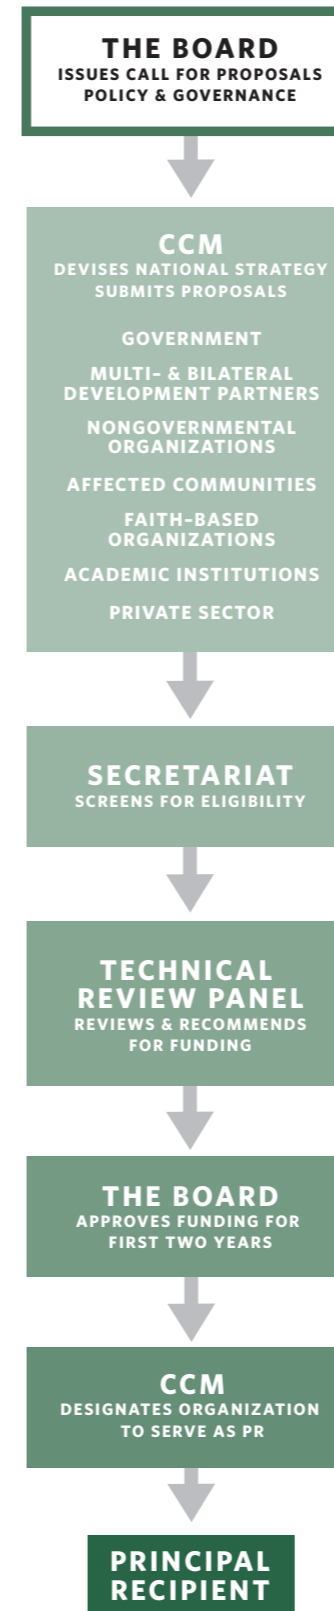 THE BOARD
ISSUES CALL FOR PROPOSALS
POLICY & GOVERNANCE
CCM
DEVISES NATIONAL STRATEGY
SUBMITS PROPOSALS
GOVERNMENT
MULTI- & BILATERAL
DEVELOPMENT PARTNERS
NONGOVERNMENTAL
ORGANIZATIONS
AFFECTED COMMUNITIES
FAITH-BASED
ORGANIZATIONS
ACADEMIC INSTITUTIONS
PRIVATE SECTOR
SECRETARIAT
SCREENS FOR ELIGIBILITY
TECHNICAL
REVIEW PANEL
REVIEWS & RECOMMENDS
FOR FUNDING
THE BOARD
APPROVES FUNDING FOR
FIRST TWO YEARS
CCM
DESIGNATES ORGANIZATION
TO SERVE AS PR
PRINCIPAL
RECIPIENT